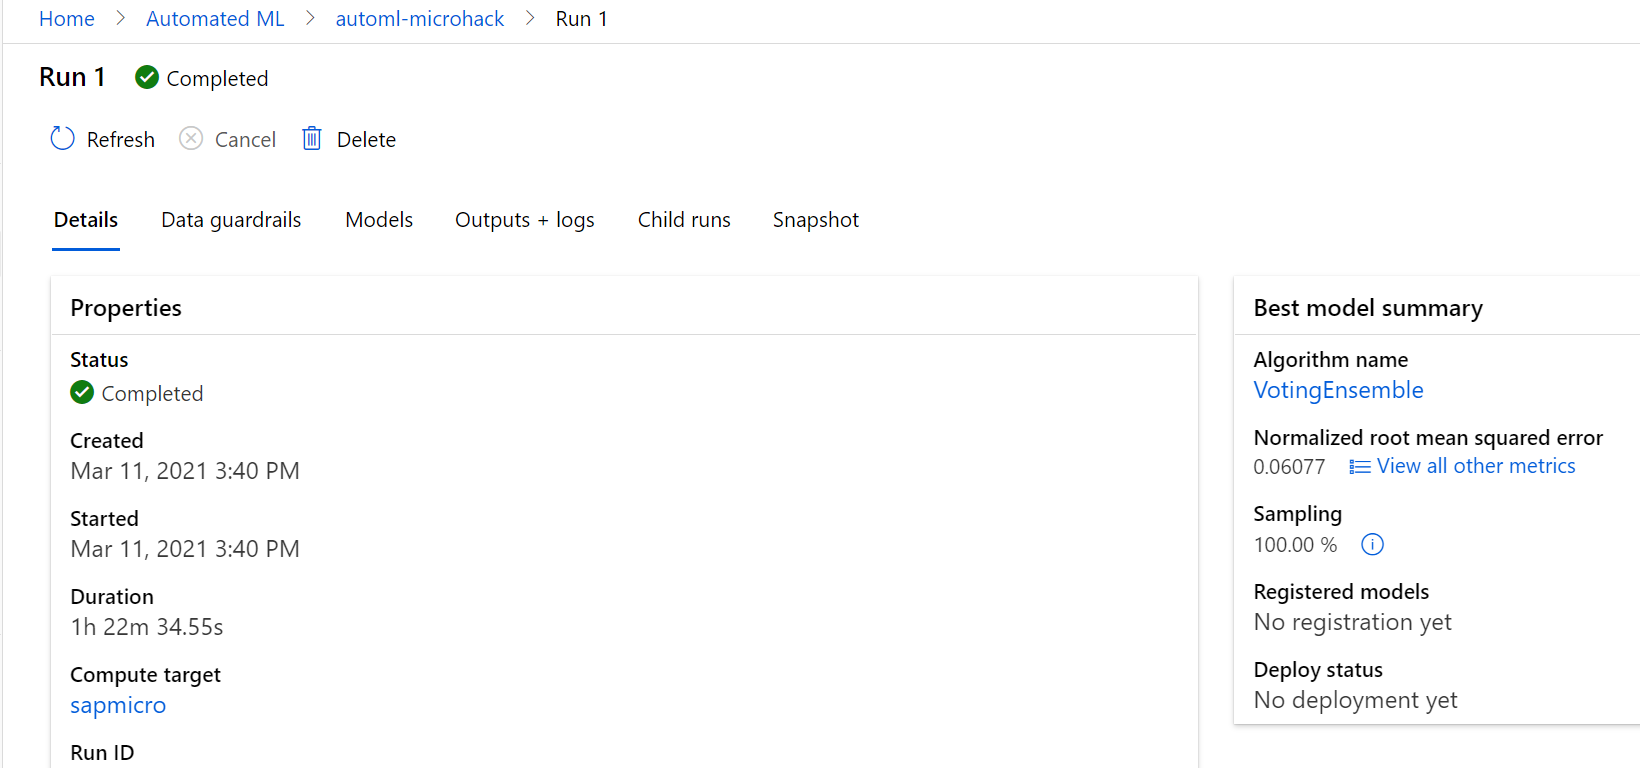 Home > Automated ML > automl-microhack > Run 1
Run 1 Completed
Refresh Cancel Delete
Details Data guardrails Models Outputs + logs Child runs Snapshot
Properties
Status
Completed
Created
Mar 11, 2021 3:40 PM
Started
Mar 11, 2021 3:40 PM
Duration
1h 22m 34.55s
Compute target
sapmicro
Run ID
Best model summary
Algorithm name
VotingEnsemble
Normalized root mean squared error
0.06077 View all other metrics
Sampling
100.00 %
Registered models
No registration yet
Deploy status
No deployment yet